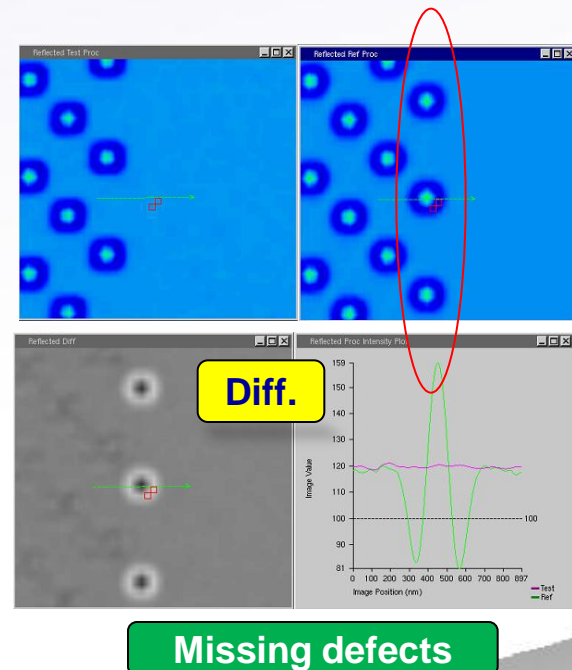 Reflected Test Proc
Reflected Ref Proc
Reflected Diff
Diff.
Reflected Proc Intensity Plo
159
150
140
130
120
110
100
90
81
Image Value
100
0 100 200 300 400 500 600 700 800 897
Image Position (nm)
Test
Ref
Missing defects